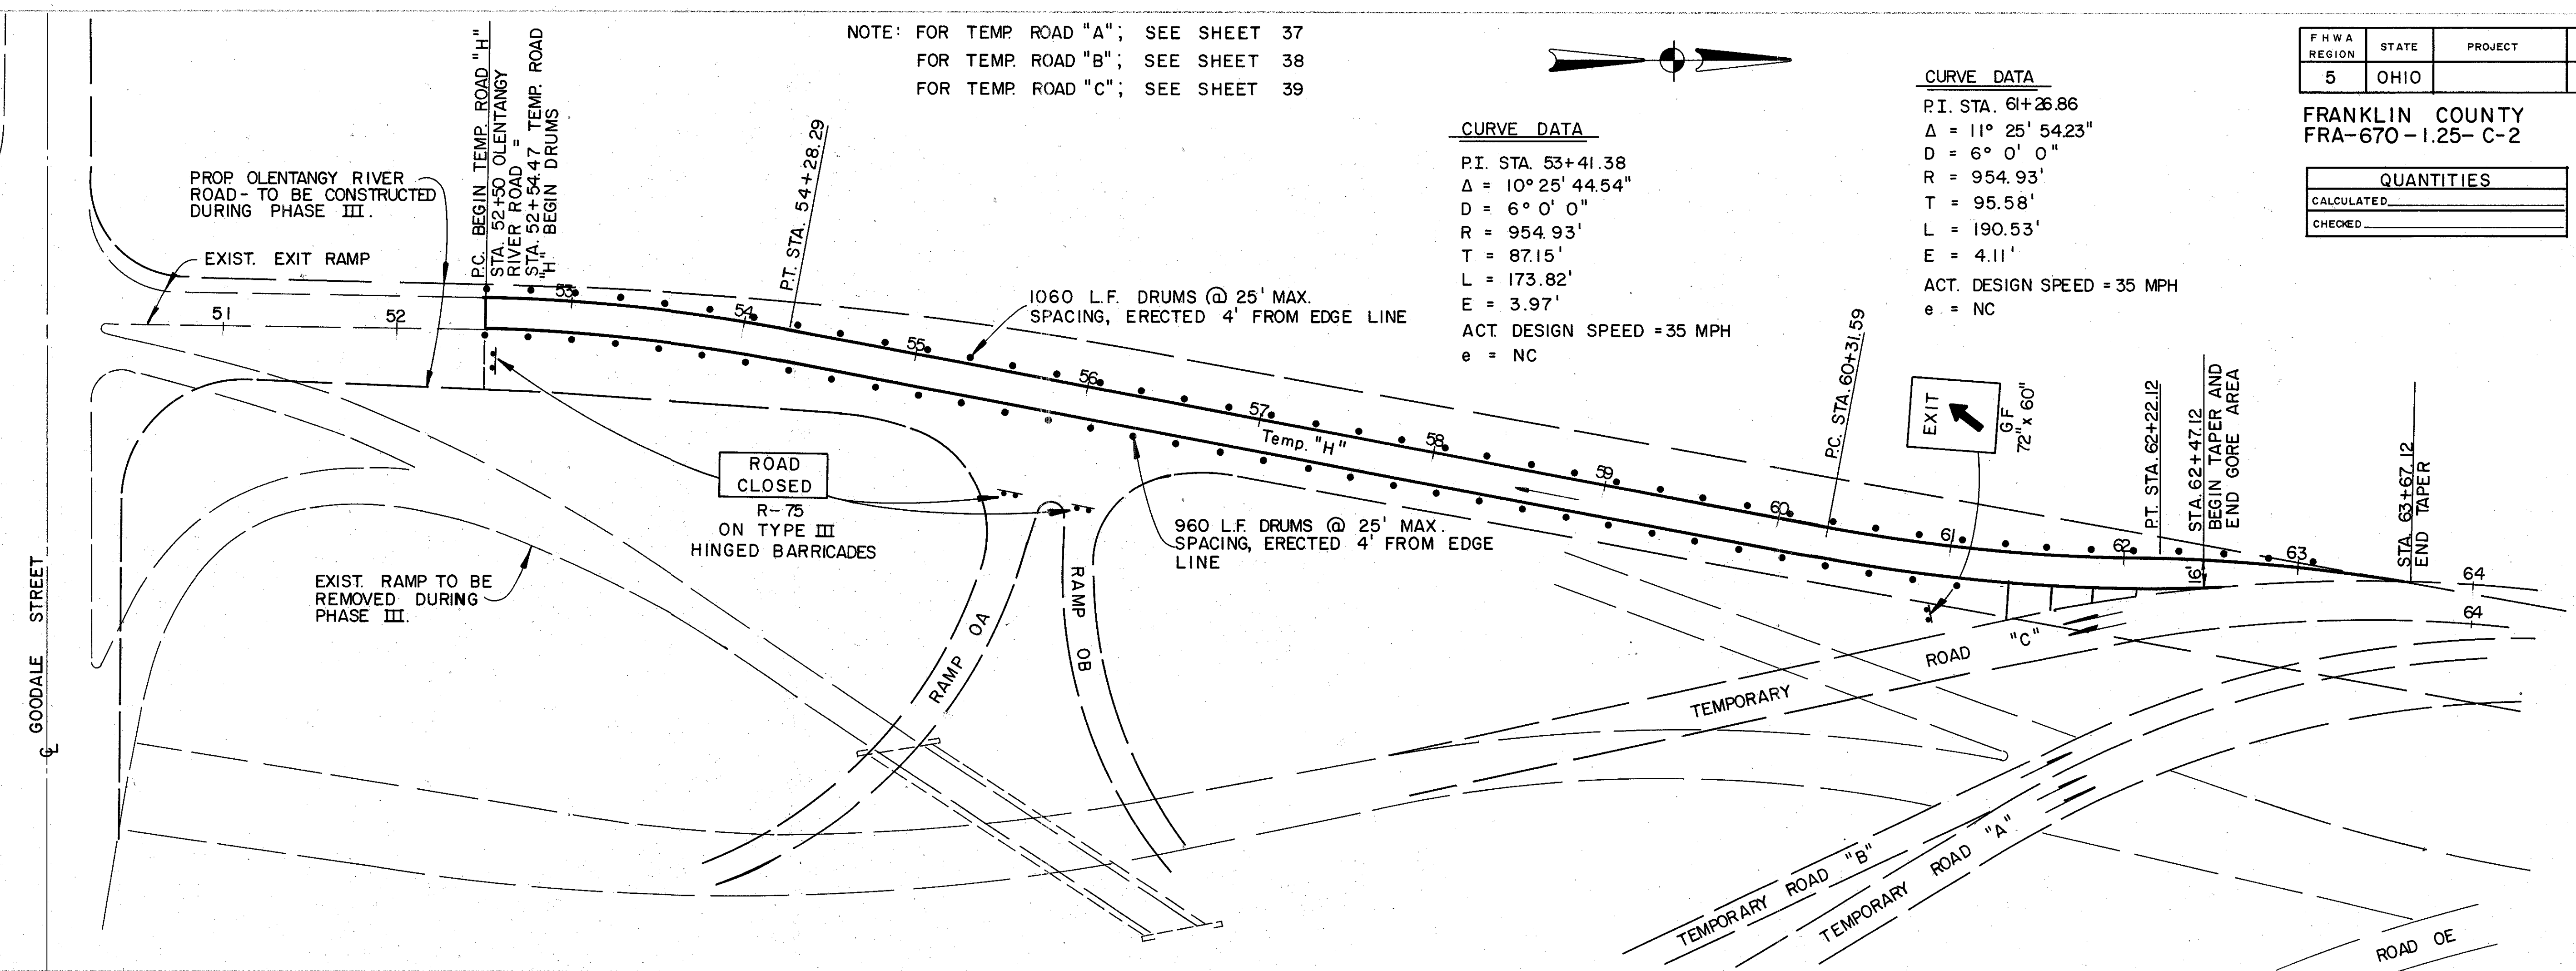 NOTE: FOR TEMP. ROAD "A"; SEE SHEET 37
FOR TEMP. ROAD "B"; SEE SHEET 38
FOR TEMP. ROAD "C"; SEE SHEET 39
FHWA REGION
STATE
PROJECT
5
OHIO
FRANKLIN COUNTY
FRA-670-1.25-C-2
QUANTITIES
CALCULATED
CHECKED
CURVE DATA
P.I. STA. 53+41.38
Δ = 10° 25' 44.54"
D = 6° 0' 0"
R = 954.93'
T = 87.15'
L = 173.82'
E = 3.97'
ACT. DESIGN SPEED = 35 MPH
e = NC
CURVE DATA
P.I. STA. 61+26.86
Δ = 11° 25' 54.23"
D = 6° 0' 0"
R = 954.93'
T = 95.58'
L = 190.53'
E = 4.11'
ACT. DESIGN SPEED = 35 MPH
e = NC
P.C. BEGIN TEMP. ROAD "H"
STA. 52+50 OLENTANGY
RIVER ROAD =
STA. 52+54.47 TEMP. ROAD
"H" BEGIN DRUMS
P.T. STA. 54+28.29
PROP. OLENTANGY RIVER
ROAD - TO BE CONSTRUCTED
DURING PHASE III.
EXIST. EXIT RAMP
51
52
53
54
55
56
57
58
59
60
61
62
63
64
64
1060 L.F. DRUMS @ 25' MAX.
SPACING, ERECTED 4' FROM EDGE LINE
Temp. "H"
P.C. STA. 60+31.59
EXIT
G F
72" x 60"
P.T. STA. 62+22.12
STA. 62+47.12
BEGIN TAPER AND
END GORE AREA
STA. 63+67.12
END TAPER
16'
ROAD
CLOSED
R-75
ON TYPE III
HINGED BARRICADES
960 L.F. DRUMS @ 25' MAX.
SPACING, ERECTED 4' FROM EDGE
LINE
EXIST. RAMP TO BE
REMOVED DURING
PHASE III.
RAMP OA
RAMP OB
TEMPORARY ROAD "C"
TEMPORARY ROAD "B"
TEMPORARY ROAD "A"
ROAD OE
℄ GOODALE STREET